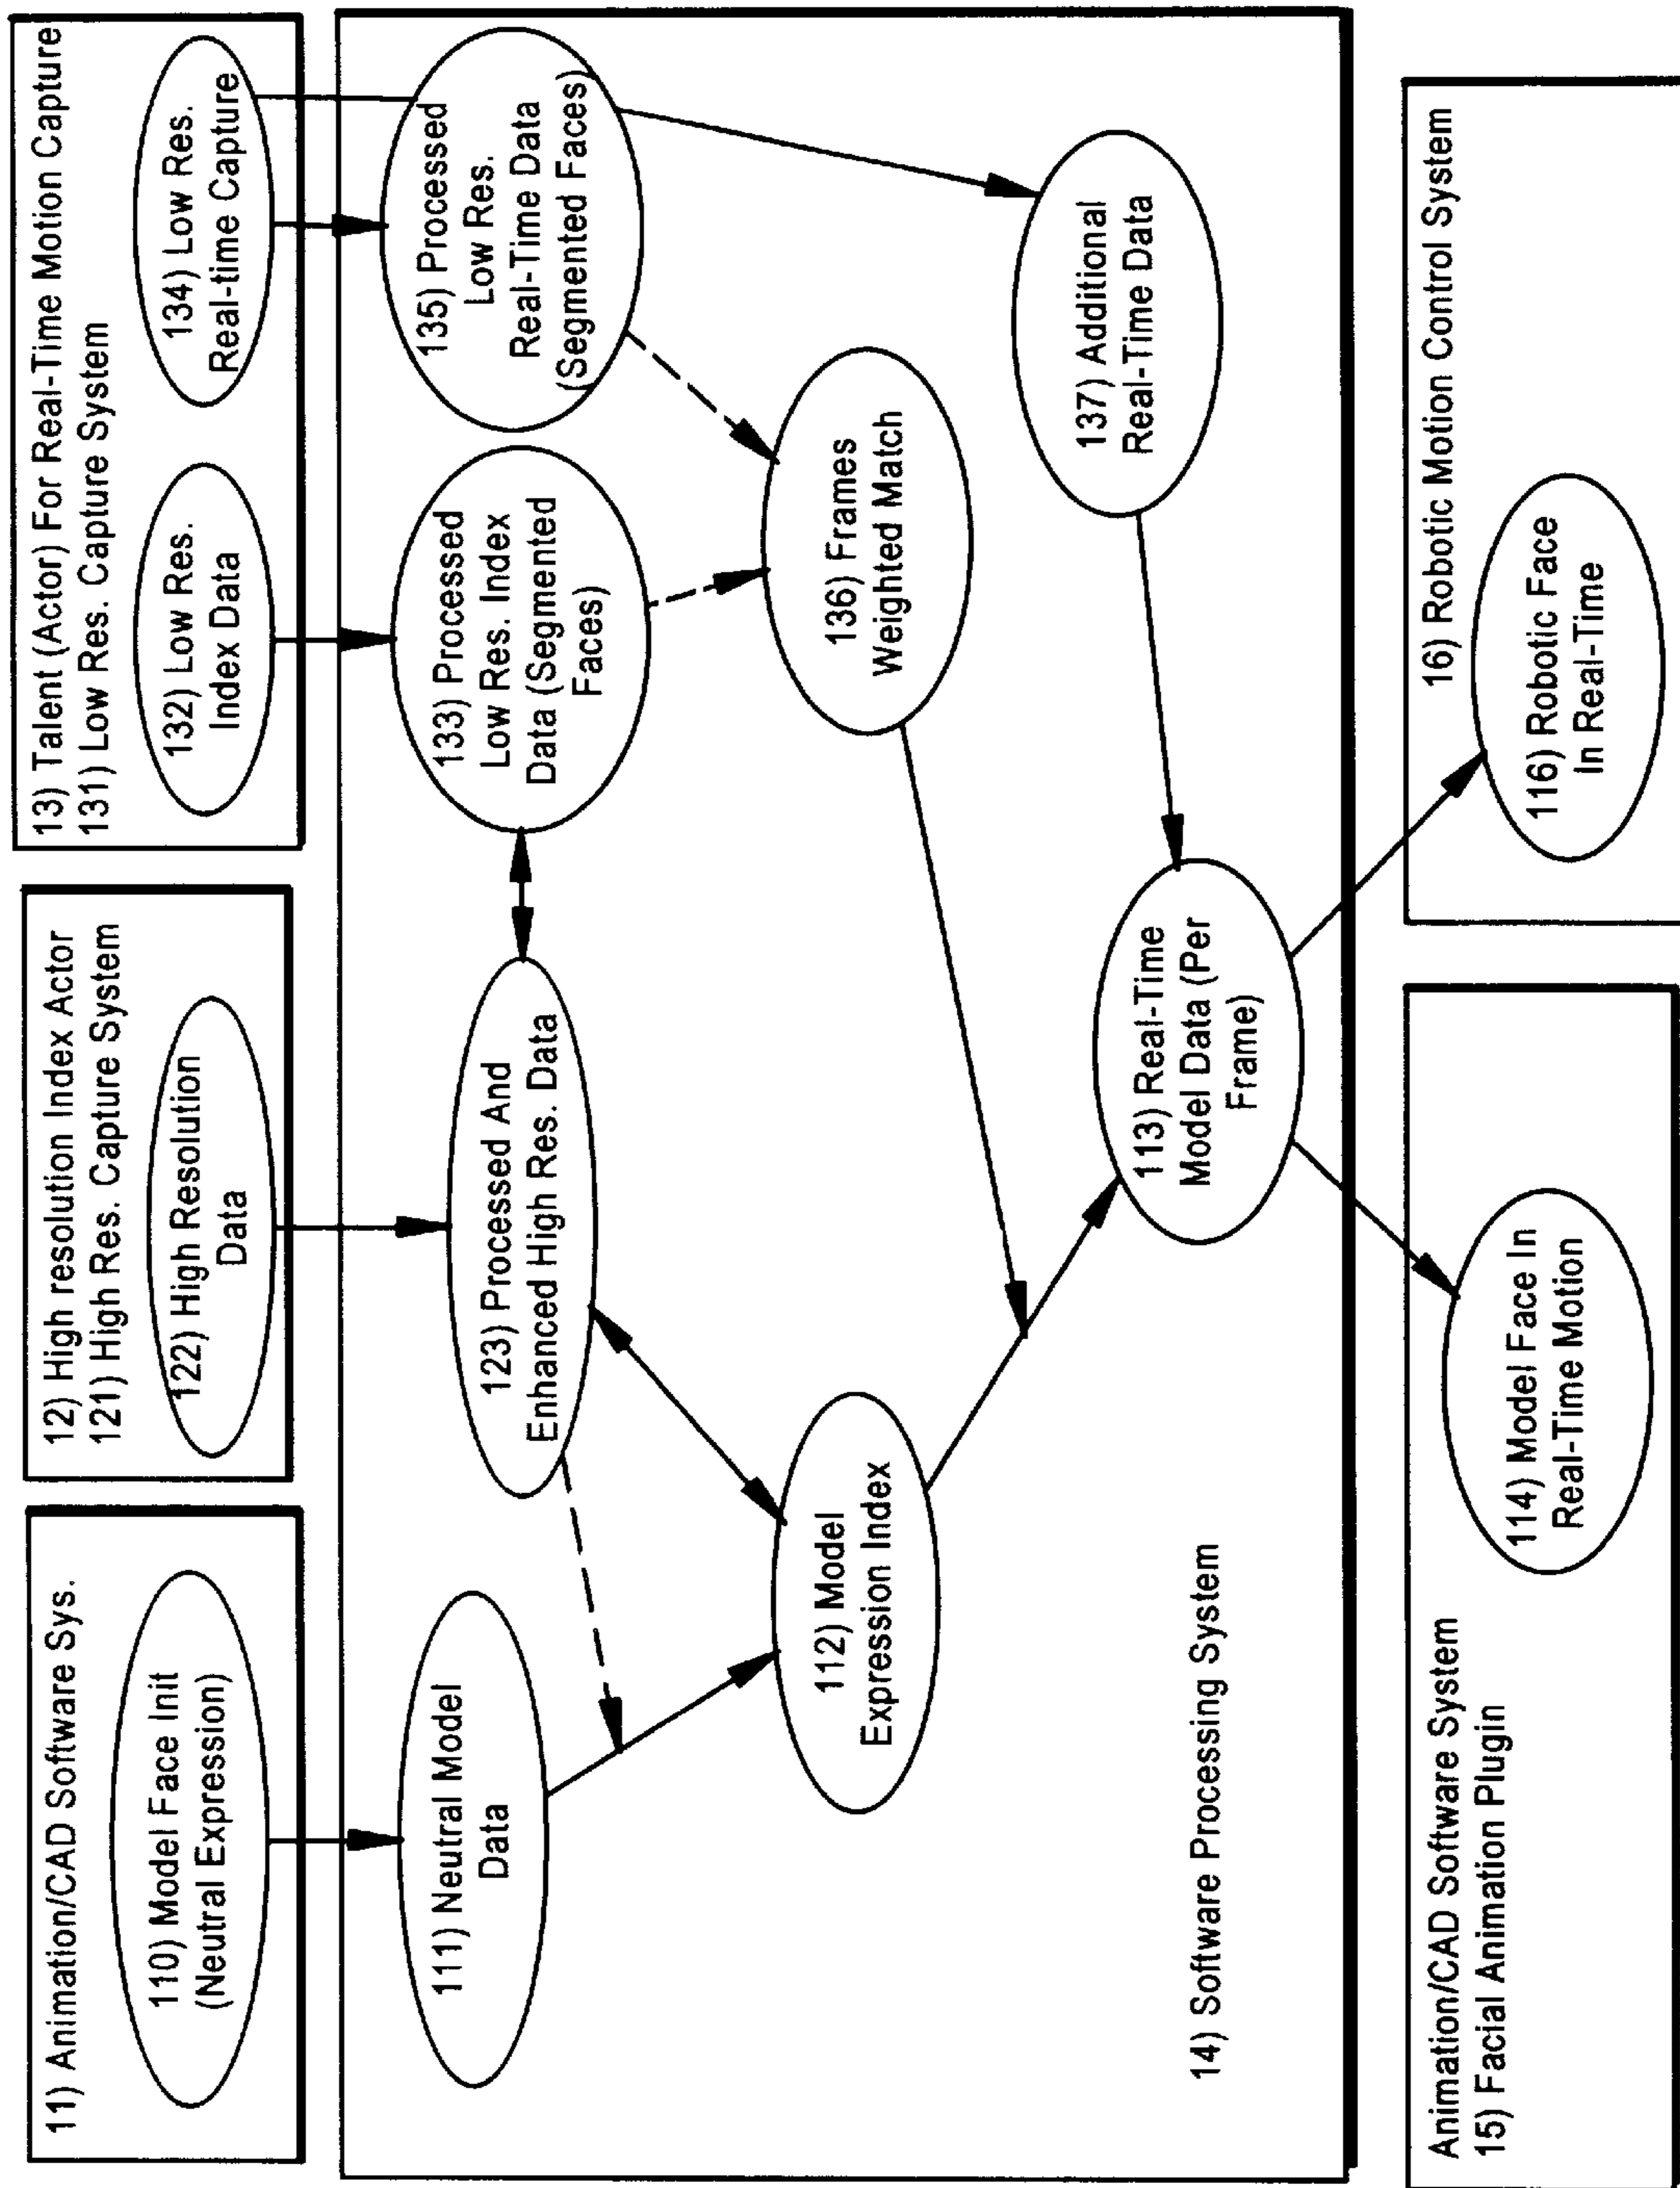 11) Animation/CAD Software Sys.
110) Model Face Init
(Neutral Expression)
12) High resolution Index Actor
121) High Res. Capture System
122) High Resolution
Data
13) Talent (Actor) For Real-Time Motion Capture
131) Low Res. Capture System
132) Low Res.
Index Data
134) Low Res.
Real-time Capture
111) Neutral Model
Data
123) Processed And
Enhanced High Res. Data
133) Processed
Low Res. Index
Data (Segmented
Faces)
135) Processed
Low Res.
Real-Time Data
(Segmented Faces)
112) Model
Expression Index
136) Frames
Weighted Match
137) Additional
Real-Time Data
113) Real-Time
Model Data (Per
Frame)
14) Software Processing System
Animation/CAD Software System
15) Facial Animation Plugin
114) Model Face In
Real-Time Motion
16) Robotic Motion Control System
116) Robotic Face
In Real-Time